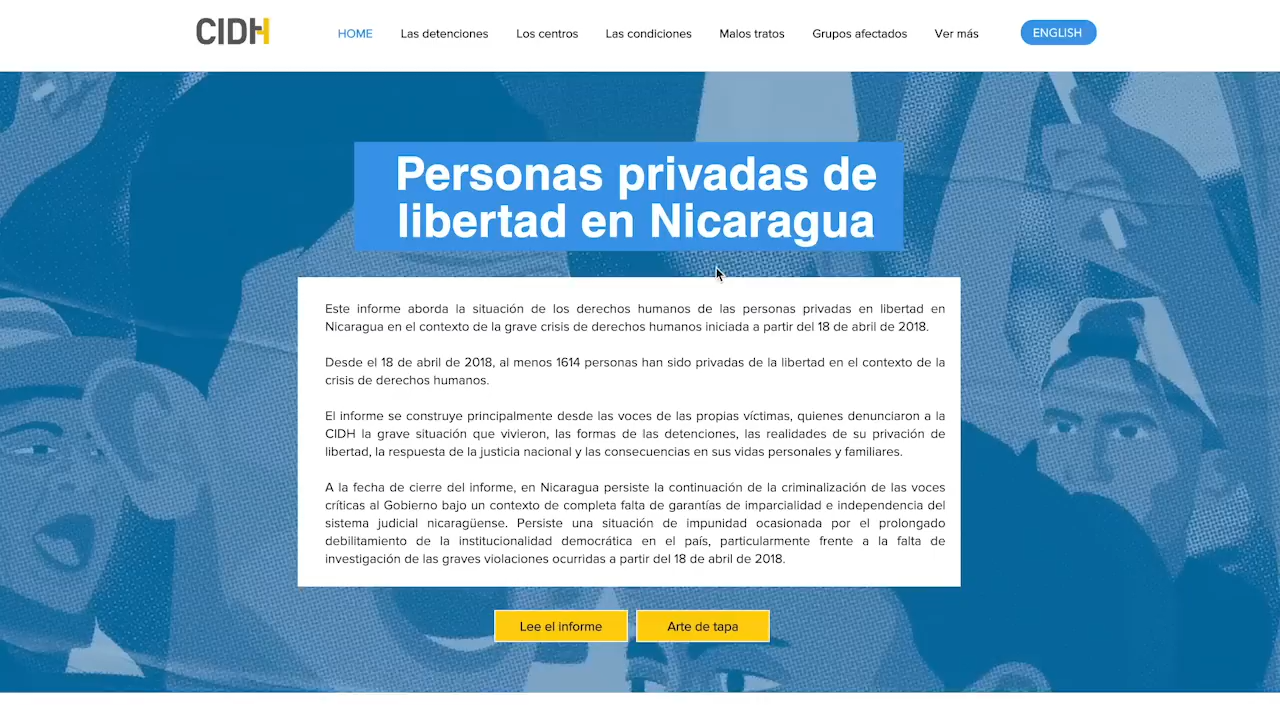 CIDH
HOME
Las detenciones
Los centros
Las condiciones
Malos tratos
Grupos afectados
Ver más
ENGLISH
Personas privadas de
libertad en Nicaragua
Este informe aborda la situación de los derechos humanos de las personas privadas en libertad en
Nicaragua en el contexto de la grave crisis de derechos humanos iniciada a partir del 18 de abril de 2018.
Desde el 18 de abril de 2018, al menos 1614 personas han sido privadas de la libertad en el contexto de la
crisis de derechos humanos.
El informe se construye principalmente desde las voces de las propias víctimas, quienes denunciaron a la
CIDH la grave situación que vivieron, las formas de las detenciones, las realidades de su privación de
libertad, la respuesta de la justicia nacional y las consecuencias en sus vidas personales y familiares.
A la fecha de cierre del informe, en Nicaragua persiste la continuación de la criminalización de las voces
críticas al Gobierno bajo un contexto de completa falta de garantías de imparcialidad e independencia del
sistema judicial nicaragüense. Persiste una situación de impunidad ocasionada por el prolongado
debilitamiento de la institucionalidad democrática en el país, particularmente frente a la falta de
investigación de las graves violaciones ocurridas a partir del 18 de abril de 2018.
Lee el informe
Arte de tapa